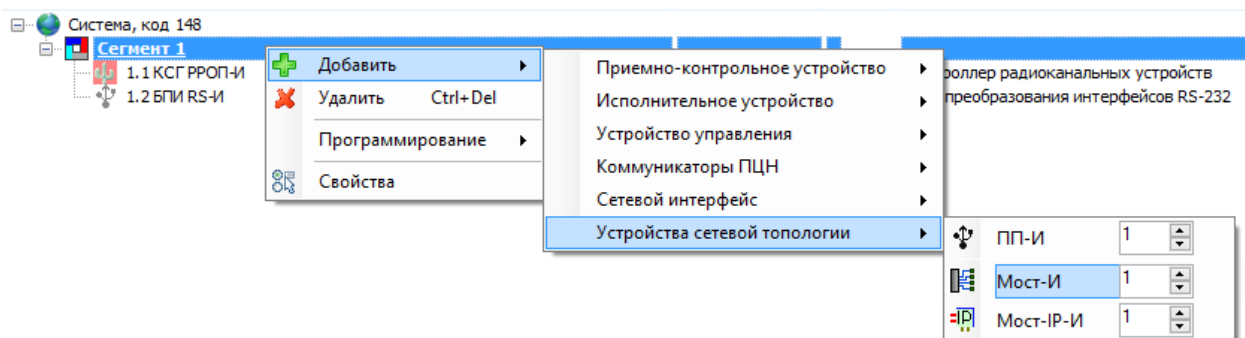 Система, код 148
Сегмент 1
1.1 КСГ РРОП-И
1.2 БПИ RS-И
Добавить
Удалить Ctrl+Del
Программирование
Свойства
Приемно-контрольное устройство
Исполнительное устройство
Устройство управления
Коммуникаторы ПЦН
Сетевой интерфейс
Устройства сетевой топологии
радиоканальных устройств
преобразования интерфейсов RS-232
ПП-И 1
Мост-И 1
Мост-IP-И 1